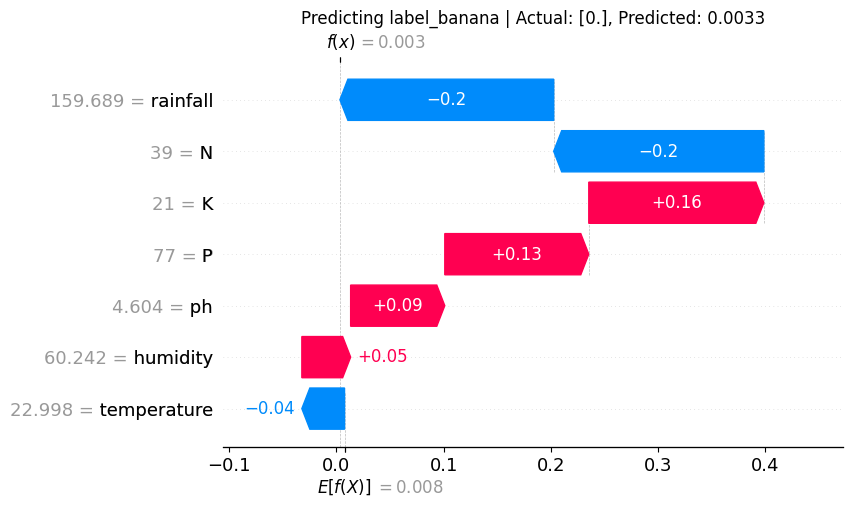 Predicting label_banana | Actual: [0.], Predicted: 0.0033
f(x) = 0.003
159.689 = rainfall
−0.2
39 = N
−0.2
21 = K
+0.16
77 = P
+0.13
4.604 = ph
+0.09
60.242 = humidity
+0.05
22.998 = temperature
−0.04
−0.1 0.0 0.1 0.2 0.3 0.4
E[f(X)] = 0.008